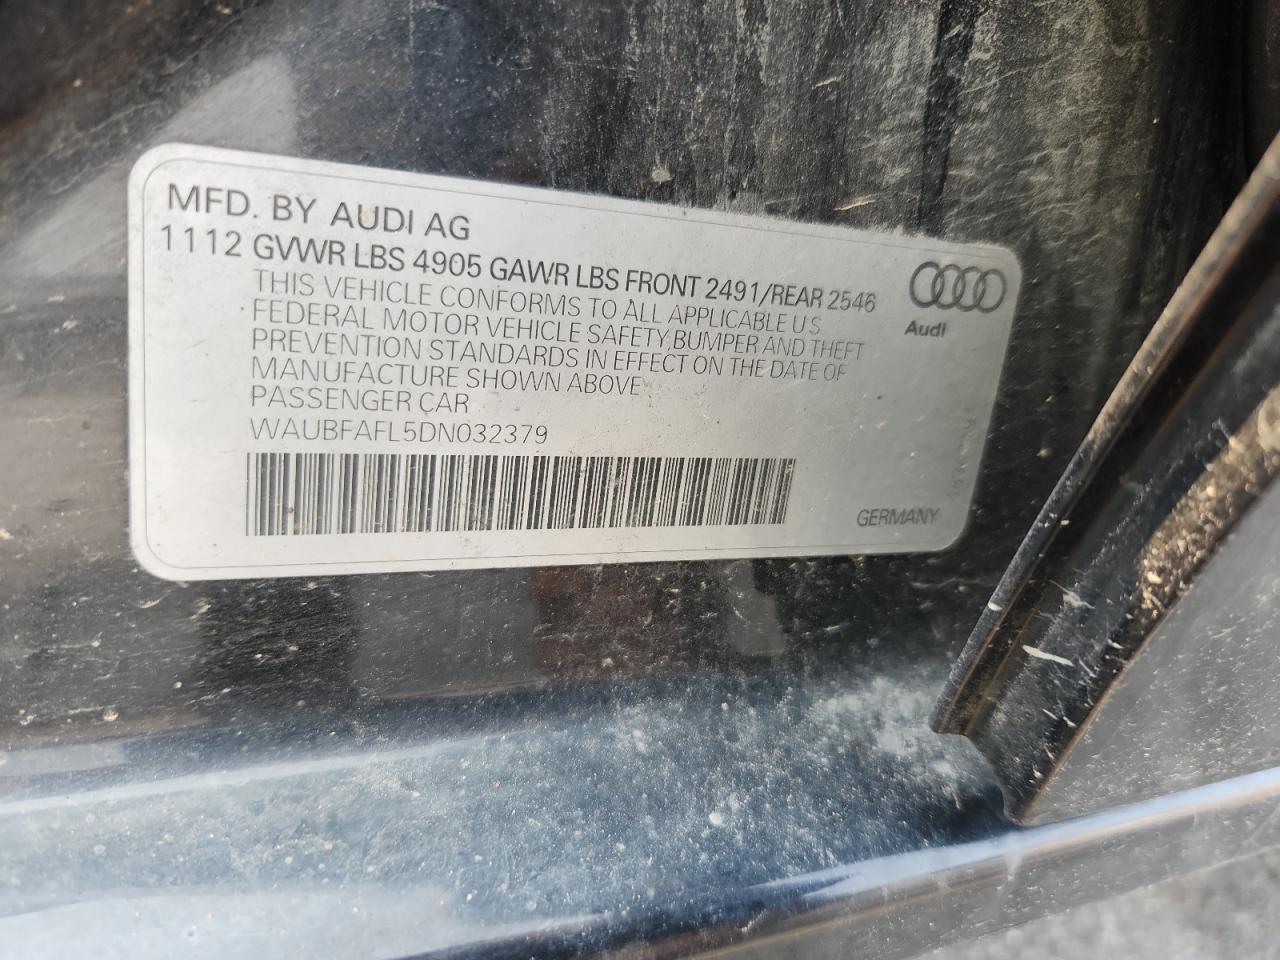 MFD. BY AUDI AG
1112 GVWR LBS 4905 GAWR LBS FRONT 2491/REAR 2546
THIS VEHICLE CONFORMS TO ALL APPLICABLE U S
FEDERAL MOTOR VEHICLE SAFETY, BUMPER AND THEFT
PREVENTION STANDARDS IN EFFECT ON THE DATE OF
MANUFACTURE SHOWN ABOVE
PASSENGER CAR
WAUBFAFL5DN032379
Audi
GERMANY